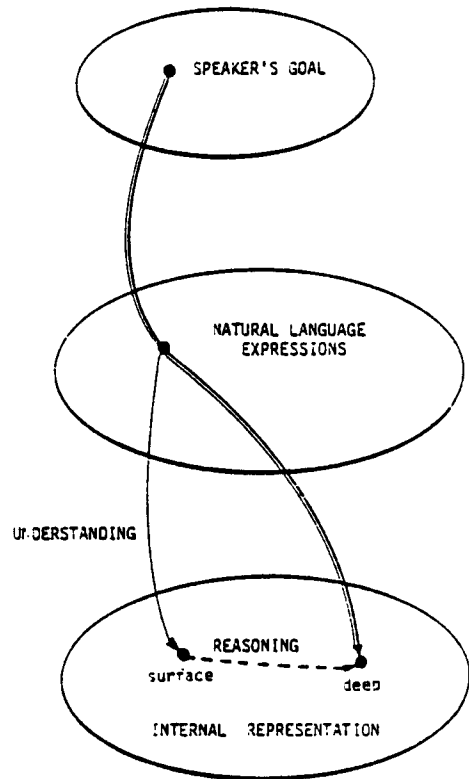 SPEAKER'S GOAL
NATURAL LANGUAGE
EXPRESSIONS
UNDERSTANDING
REASONING
surface
deep
INTERNAL REPRESENTATION